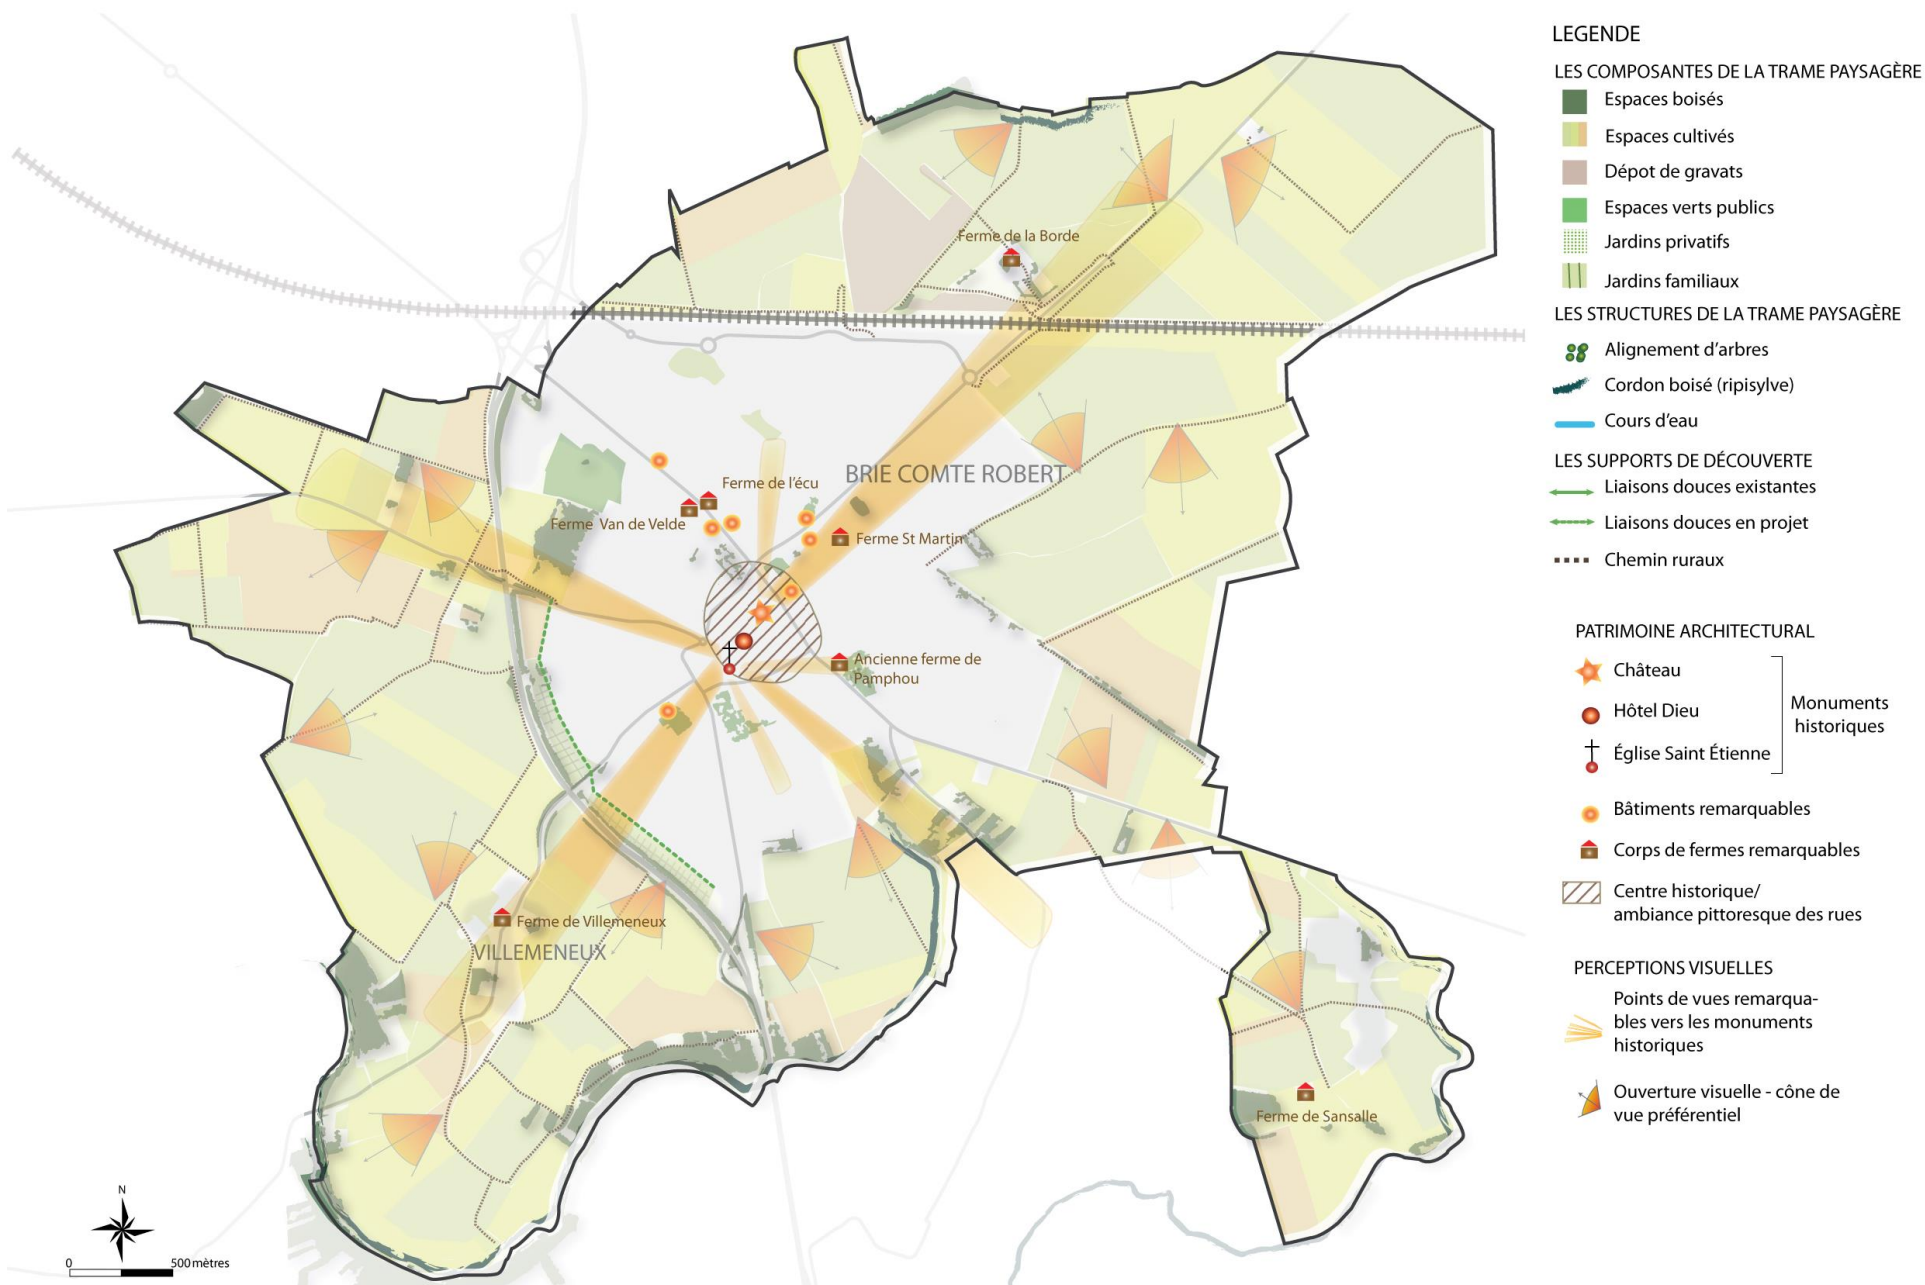 LEGENDE
LES COMPOSANTES DE LA TRAME PAYSAGÈRE
Espaces boisés
Espaces cultivés
Dépot de gravats
Espaces verts publics
Jardins privatifs
Jardins familiaux
LES STRUCTURES DE LA TRAME PAYSAGÈRE
Alignement d'arbres
Cordon boisé (ripisylve)
Cours d'eau
LES SUPPORTS DE DÉCOUVERTE
Liaisons douces existantes
Liaisons douces en projet
Chemin ruraux
PATRIMOINE ARCHITECTURAL
Château
Hôtel Dieu
Église Saint Étienne
Monuments
historiques
Bâtiments remarquables
Corps de fermes remarquables
Centre historique/
ambiance pittoresque des rues
PERCEPTIONS VISUELLES
Points de vues remarqua-
bles vers les monuments
historiques
Ouverture visuelle - cône de
vue préférentiel
Ferme de la Borde
BRIE COMTE ROBERT
Ferme de l'écu
Ferme Van de Velde
Ferme St Martin
Ancienne ferme de
Pamphou
Ferme de Villemeneux
VILLEMENEUX
Ferme de Sansalle
N
0
500 mètres